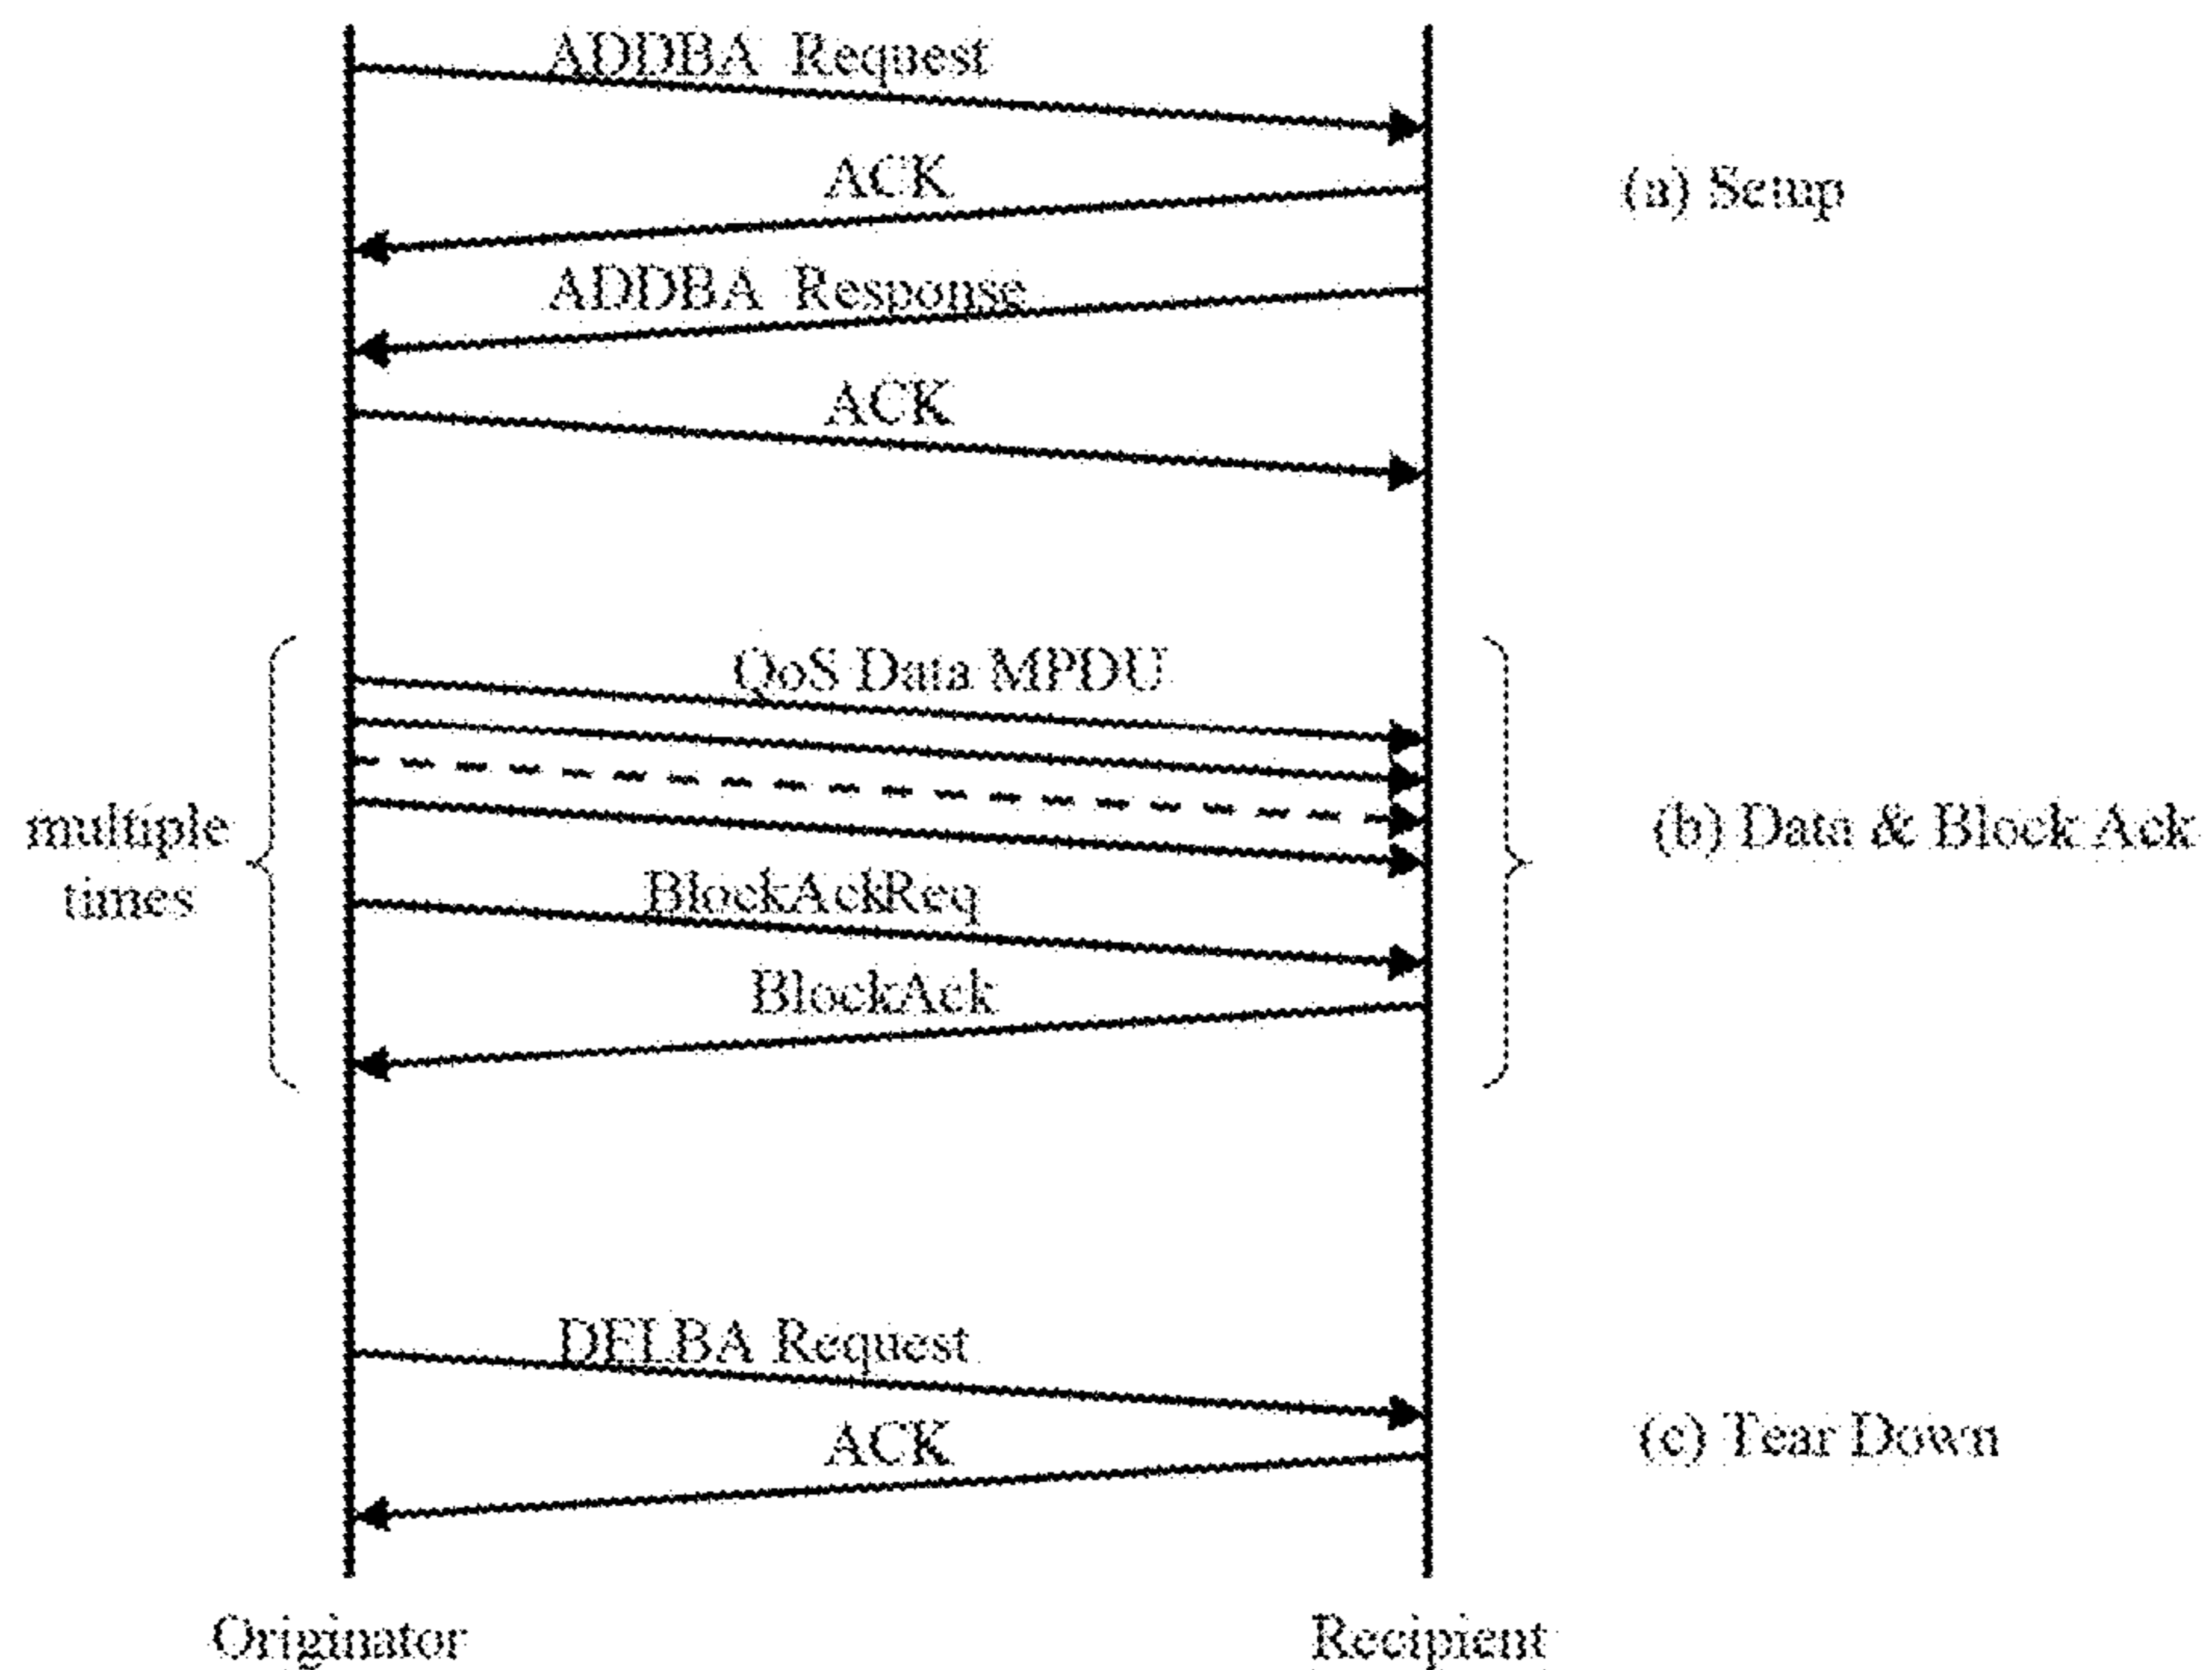 ADDBA Request
ACK
(a) Setup
ADDBA Response
ACK
QoS Data MPDU
multiple
times
(b) Data & Block Ack
BlockAckReq
BlockAck
DELBA Request
ACK
(c) Tear Down
Originator
Recipient